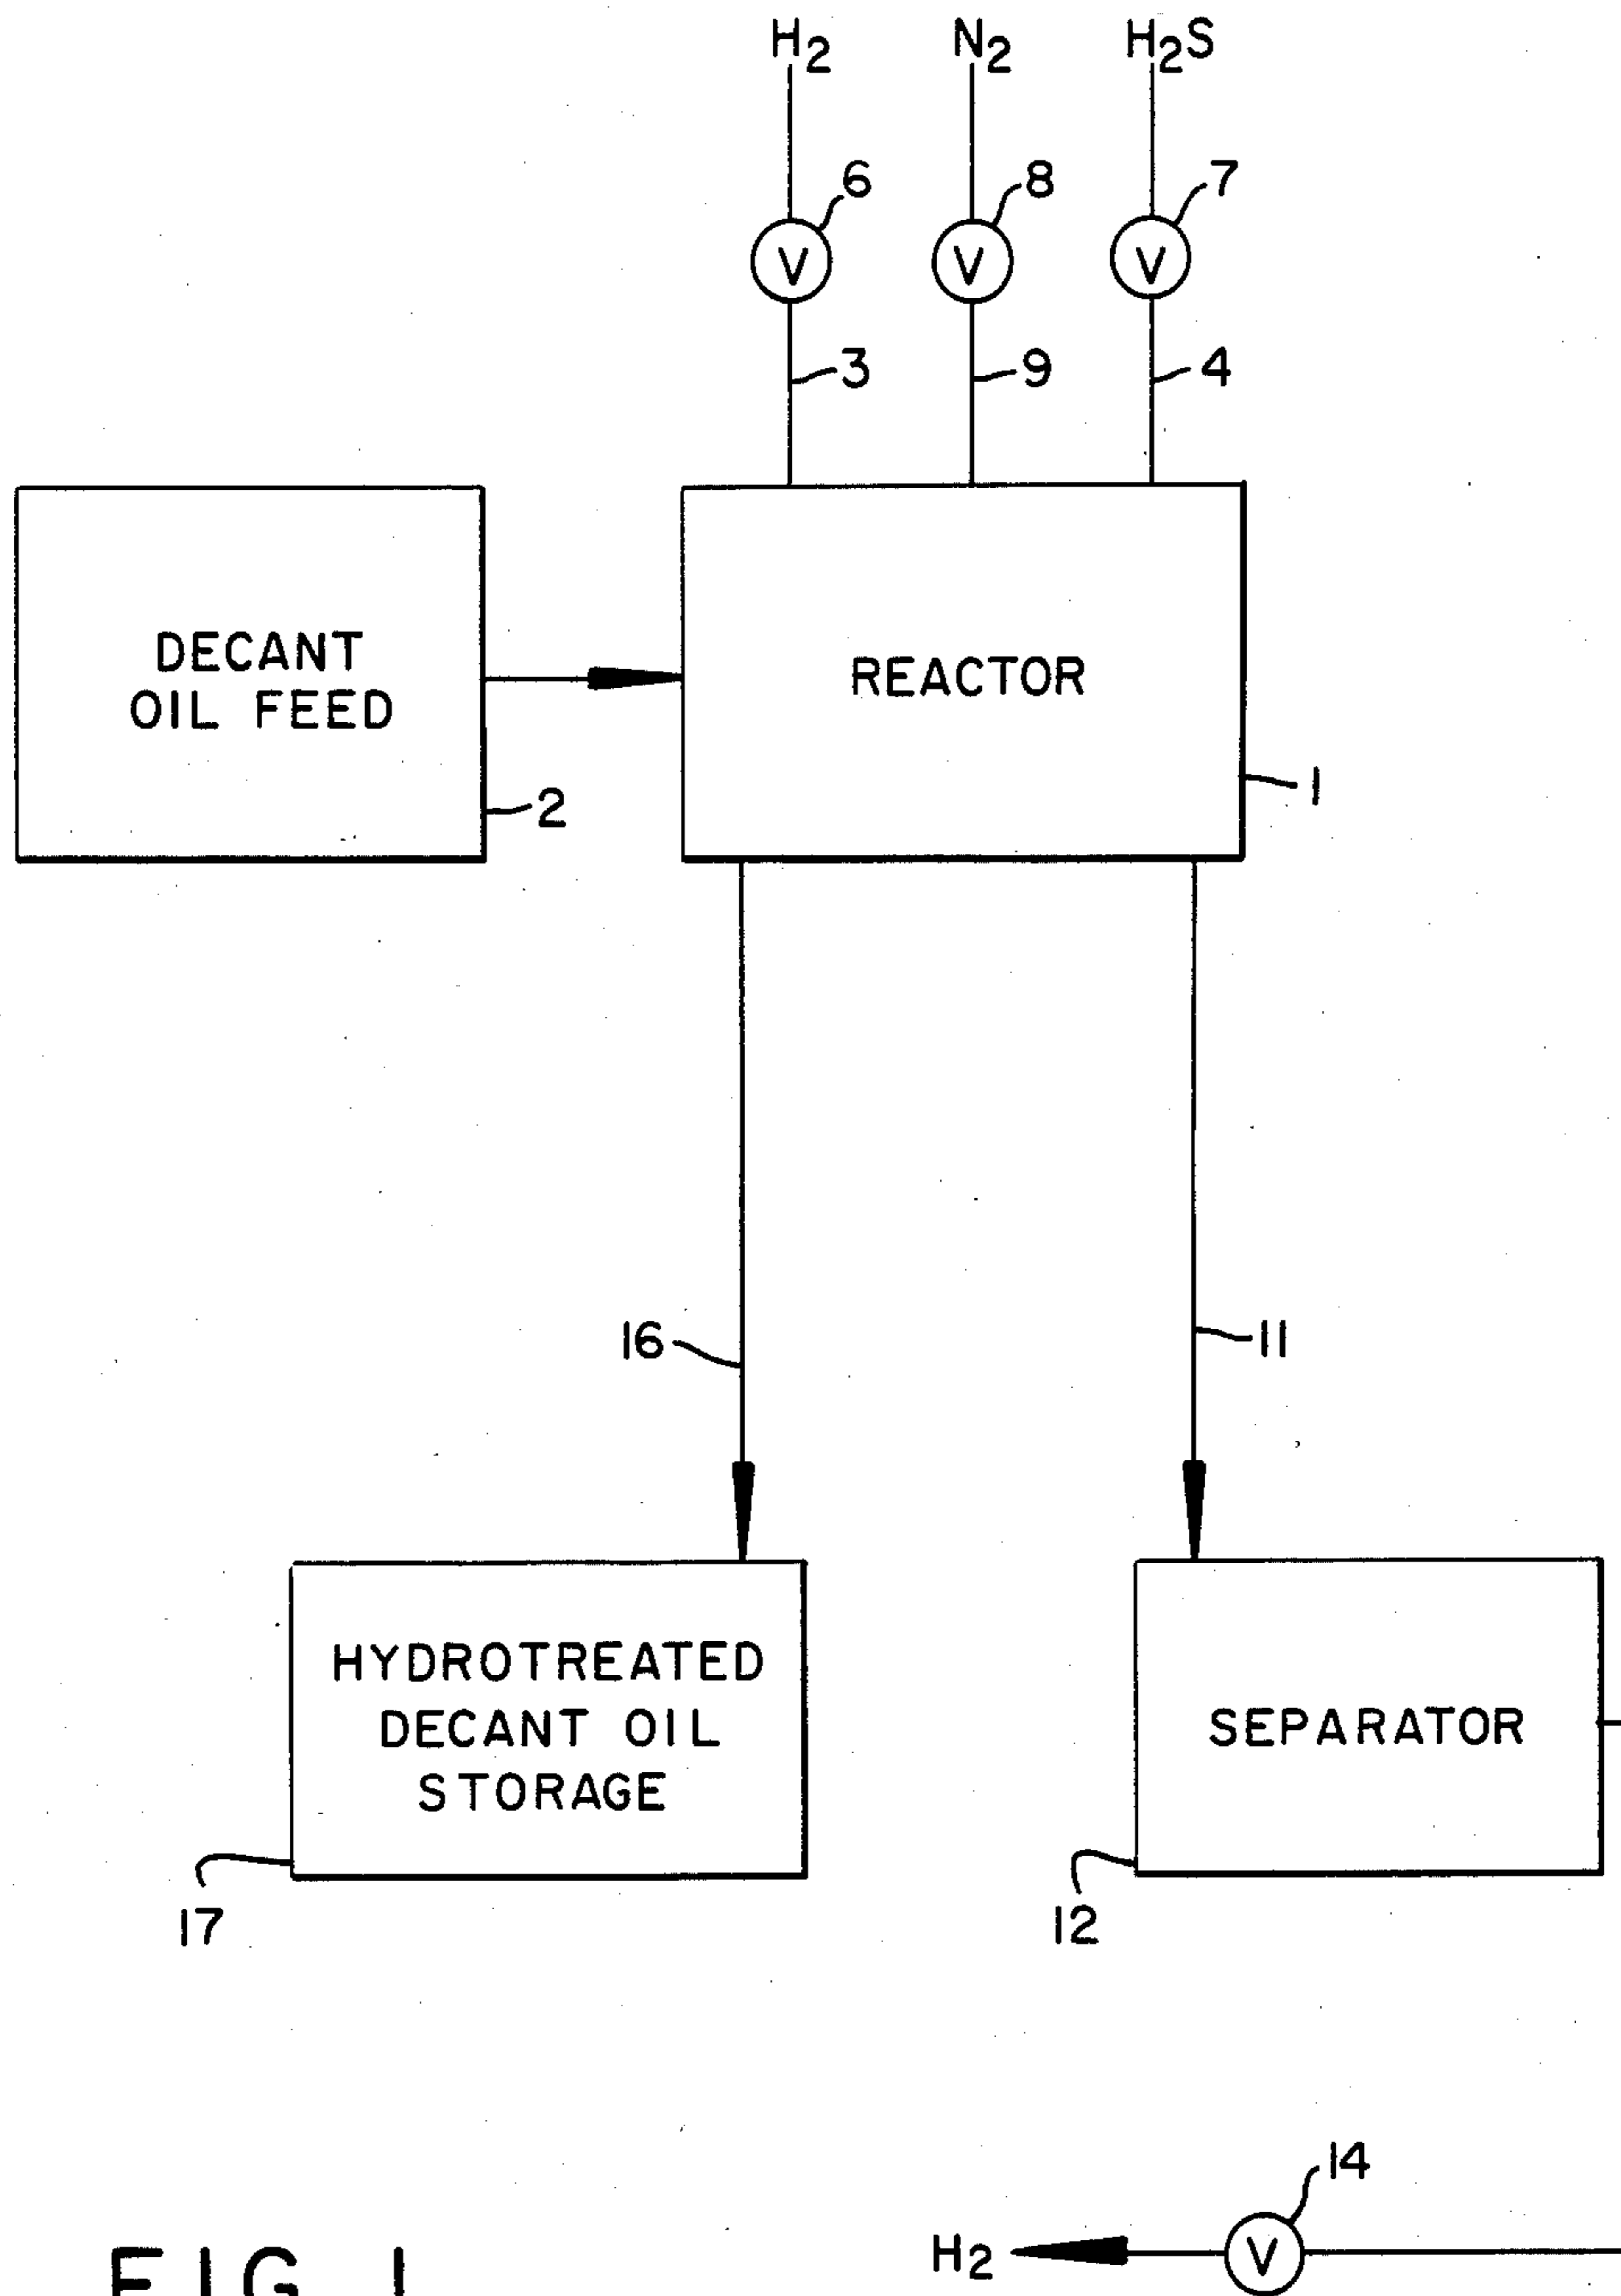 H2 N2 H2S
6 8 7
V V V
3 9 4
DECANT
OIL FEED
REACTOR
1
2
16
11
HYDROTREATED
DECANT OIL
STORAGE
SEPARATOR
17
12
14
H2
V
FIG. 1